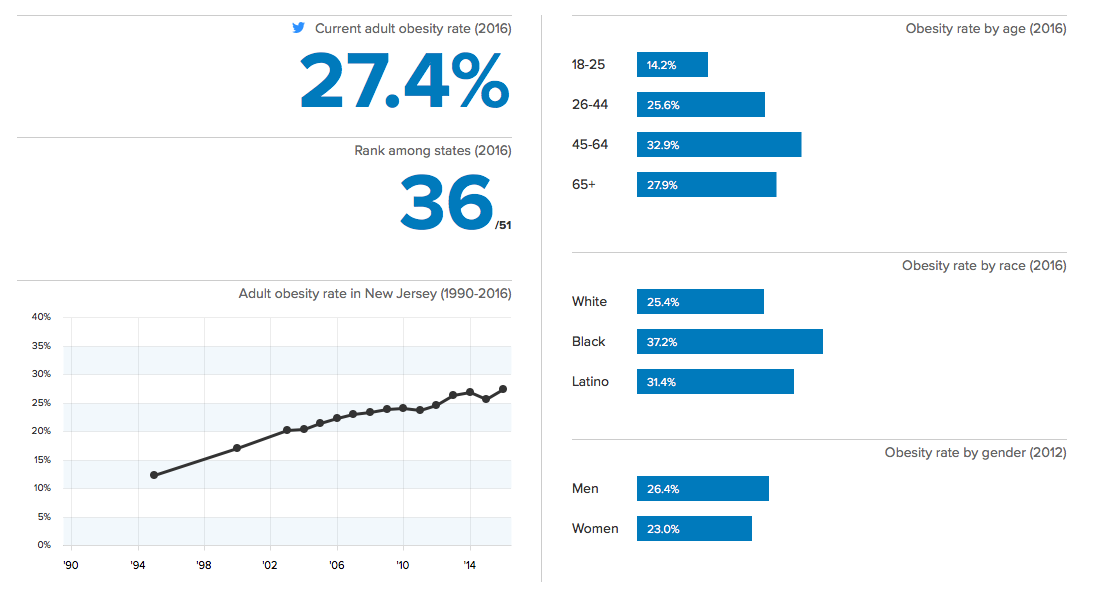 Current adult obesity rate (2016)
27.4%
Rank among states (2016)
36/51
Adult obesity rate in New Jersey (1990-2016)
40%
35%
30%
25%
20%
15%
10%
5%
0%
'90 '94 '98 '02 '06 '10 '14
Obesity rate by age (2016)
18-25 14.2%
26-44 25.6%
45-64 32.9%
65+ 27.9%
Obesity rate by race (2016)
White 25.4%
Black 37.2%
Latino 31.4%
Obesity rate by gender (2012)
Men 26.4%
Women 23.0%